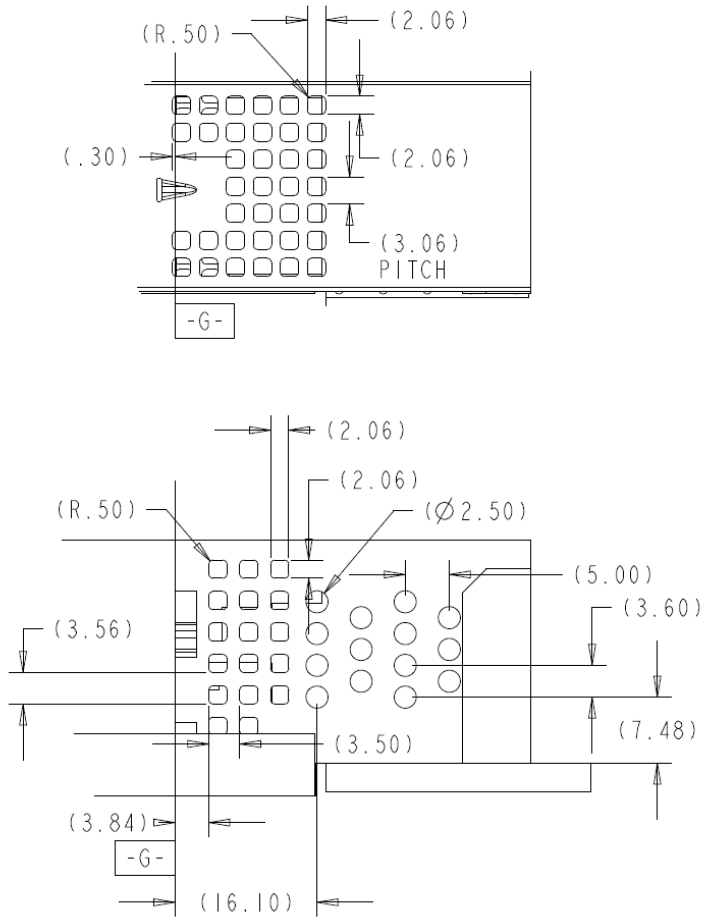 (2.06)
(R.50)
(.30)
(2.06)
(3.06)
PITCH
-G-
(2.06)
(2.06)
(R.50)
(Ø2.50)
(5.00)
(3.60)
(3.56)
(7.48)
(3.50)
(3.84)
-G-
(16.10)